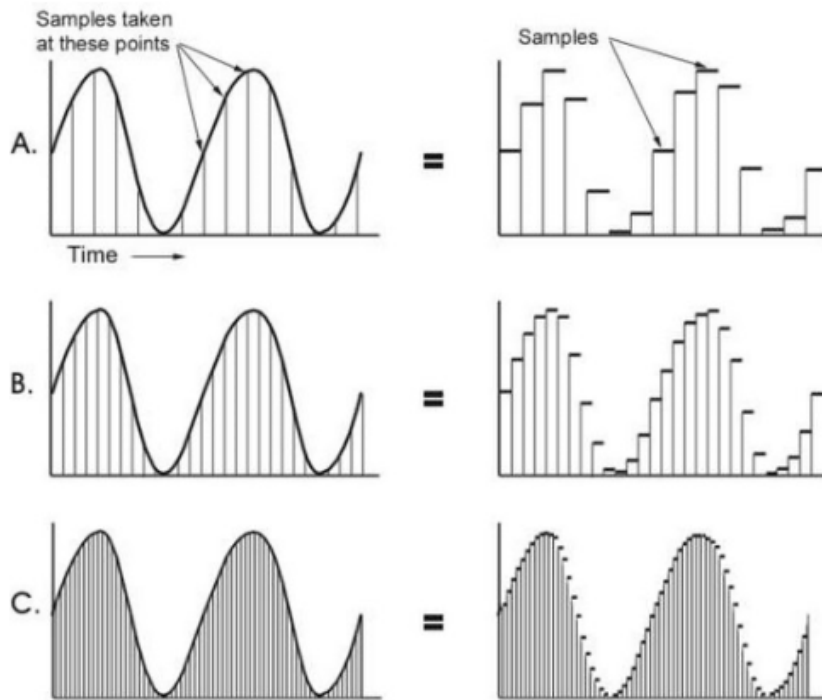 Samples taken
at these points
Samples
A.
=
Time
B.
=
C.
=